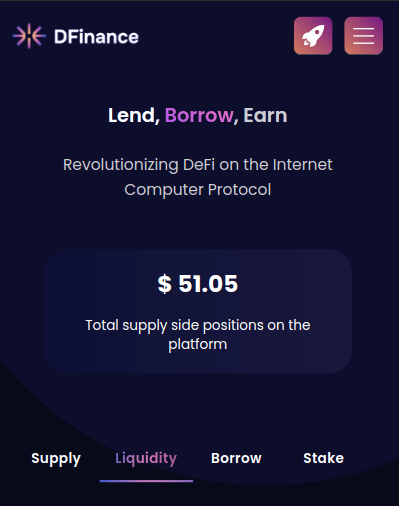 DFinance
Lend, Borrow, Earn
Revolutionizing DeFi on the Internet
Computer Protocol
$ 51.05
Total supply side positions on the
platform
Supply Liquidity Borrow Stake